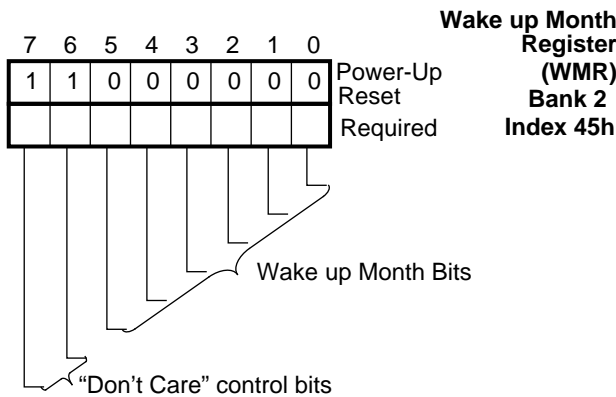 Wake up Month
Register
(WMR)
Bank 2
Index 45h
7 6 5 4 3 2 1 0
1 1 0 0 0 0 0 0
Power-Up
Reset
Required
Wake up Month Bits
“Don’t Care” control bits